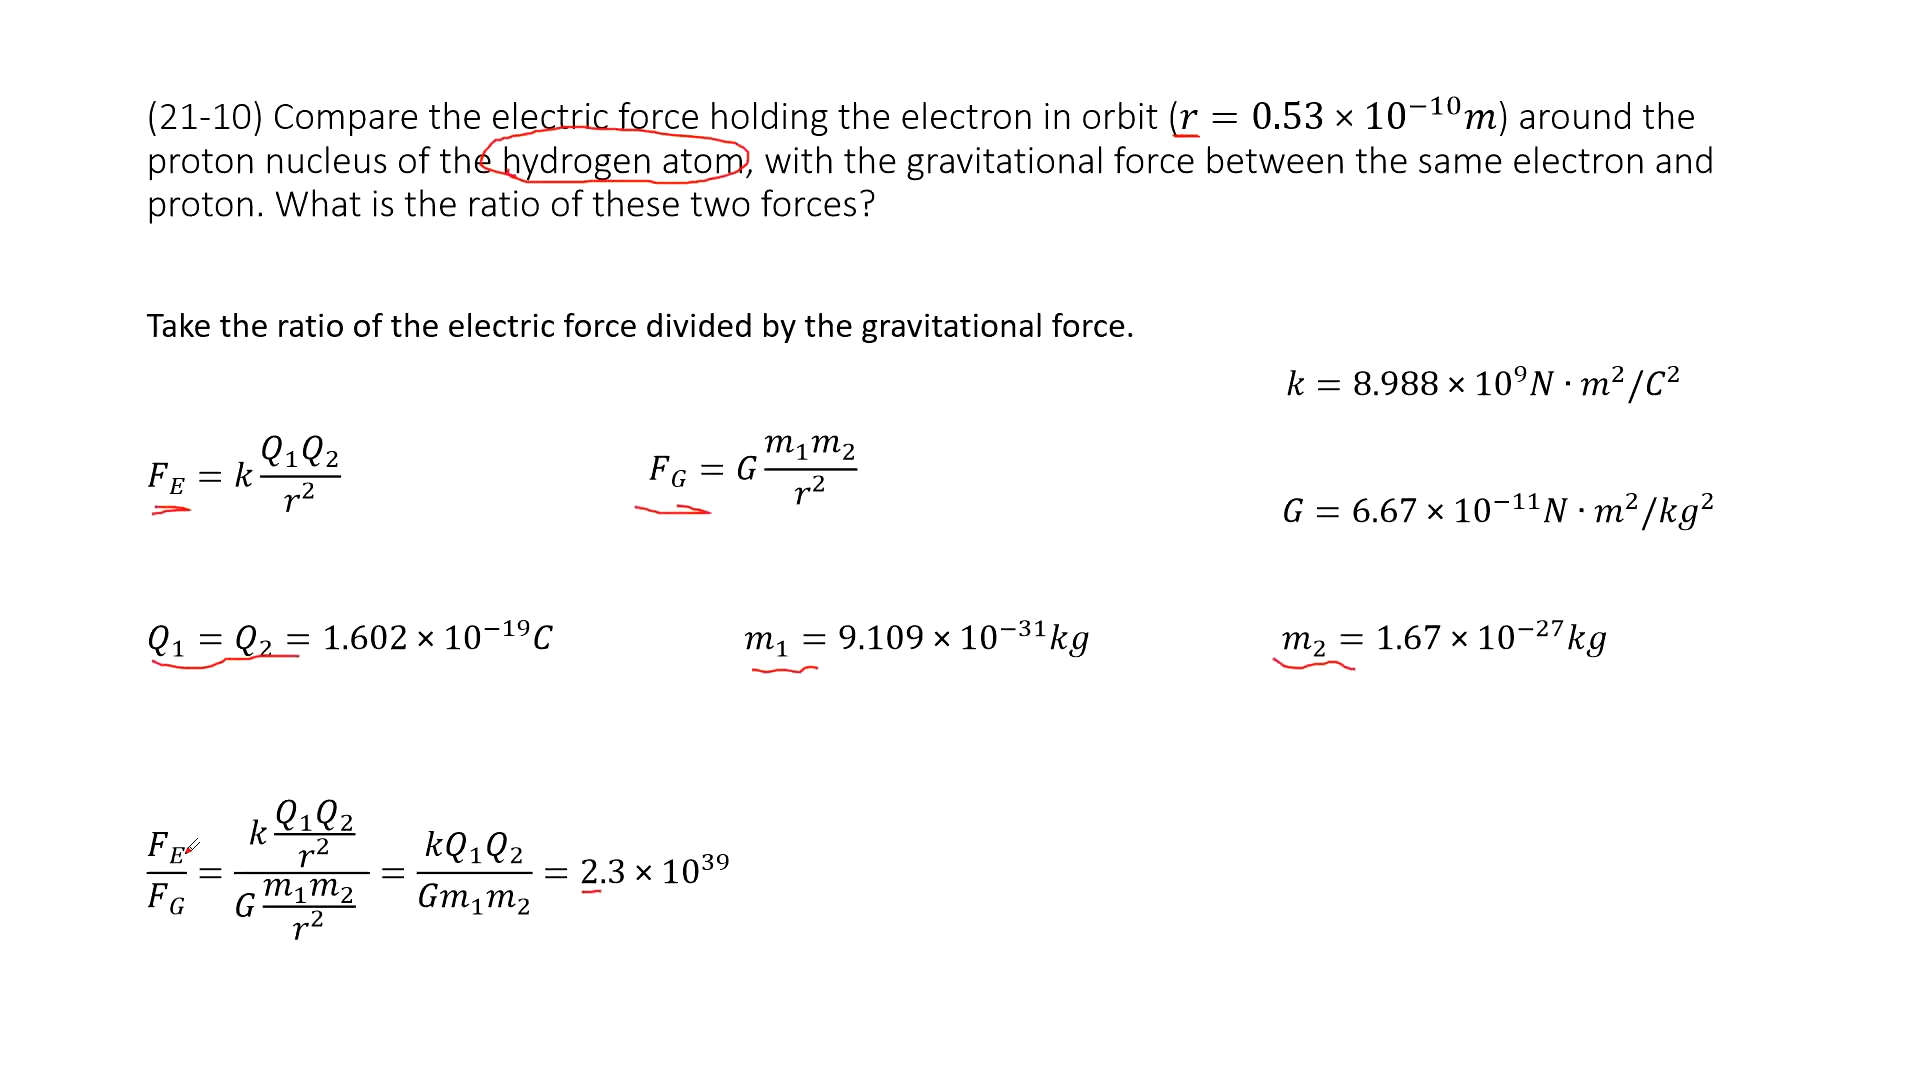 (21-10) Compare the electric force holding the electron in orbit (r = 0.53 × 10⁻¹⁰m) around the
proton nucleus of the hydrogen atom, with the gravitational force between the same electron and
proton. What is the ratio of these two forces?
Take the ratio of the electric force divided by the gravitational force.
k = 8.988 × 10⁹N · m²/C²
F_E = k Q₁Q₂/r²
F_G = G m₁m₂/r²
G = 6.67 × 10⁻¹¹N · m²/kg²
Q₁ = Q₂ = 1.602 × 10⁻¹⁹C
m₁ = 9.109 × 10⁻³¹kg
m₂ = 1.67 × 10⁻²⁷kg
F_E/F_G = (k Q₁Q₂/r²)/(G m₁m₂/r²) = kQ₁Q₂/Gm₁m₂ = 2.3 × 10³⁹